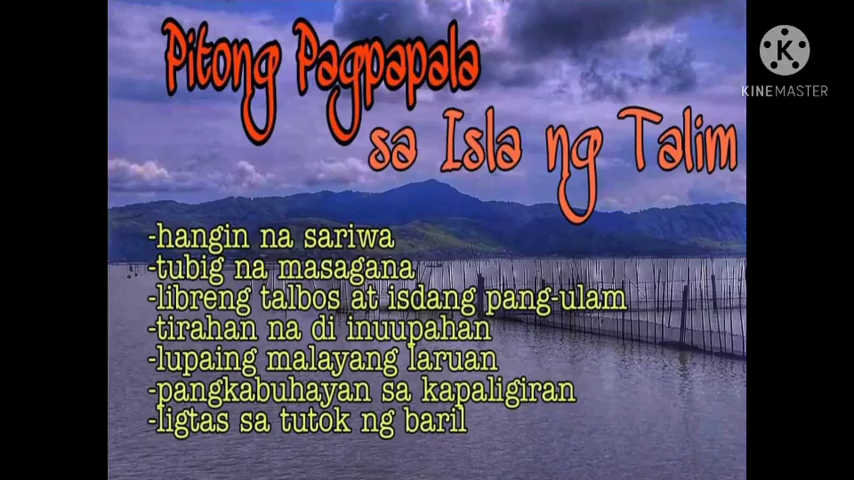 Pitong Pagpapala
sa Isla ng Talim
KINEMASTER
-hangin na sariwa
-tubig na masagana
-libreng talbos at isdang pang-ulam
-tirahan na di inuupahan
-lupaing malayang laruan
-pangkabuhayan sa kapaligiran
-ligtas sa tutok ng baril